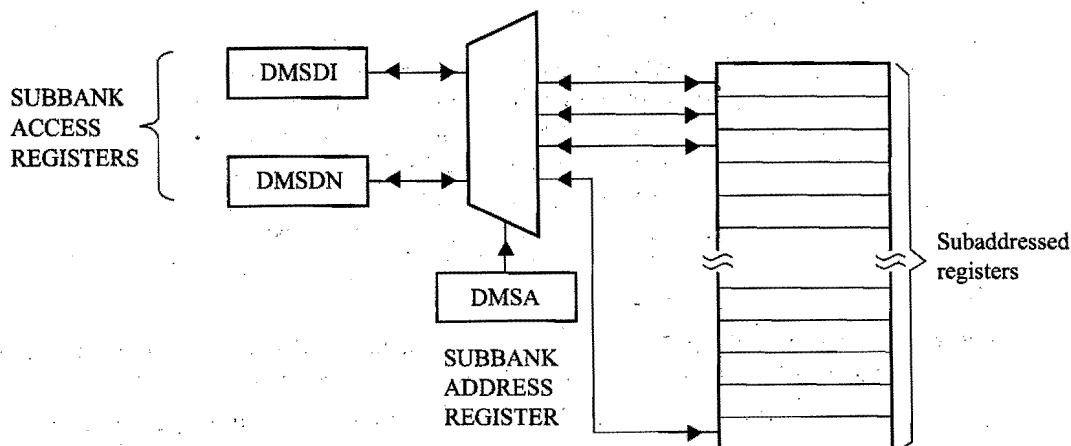 SUBBANK
ACCESS
REGISTERS
DMSDI
DMSDN
DMSA
SUBBANK
ADDRESS
REGISTER
Subaddressed
registers